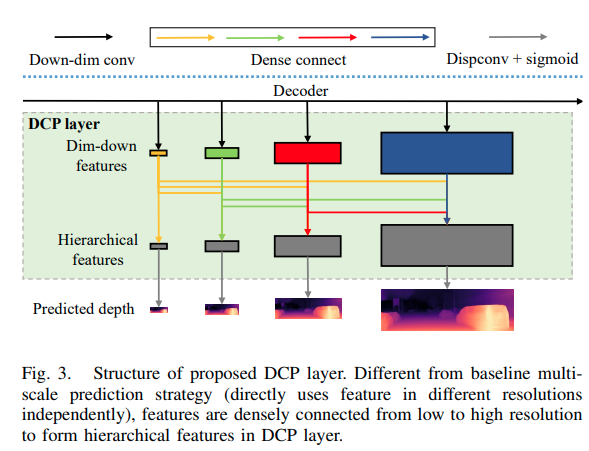 Down-dim conv
Dense connect
Dispconv + sigmoid
Decoder
DCP layer
Dim-down
features
Hierarchical
features
Predicted depth
Fig. 3. Structure of proposed DCP layer. Different from baseline multi-
scale prediction strategy (directly uses feature in different resolutions
independently), features are densely connected from low to high resolution
to form hierarchical features in DCP layer.